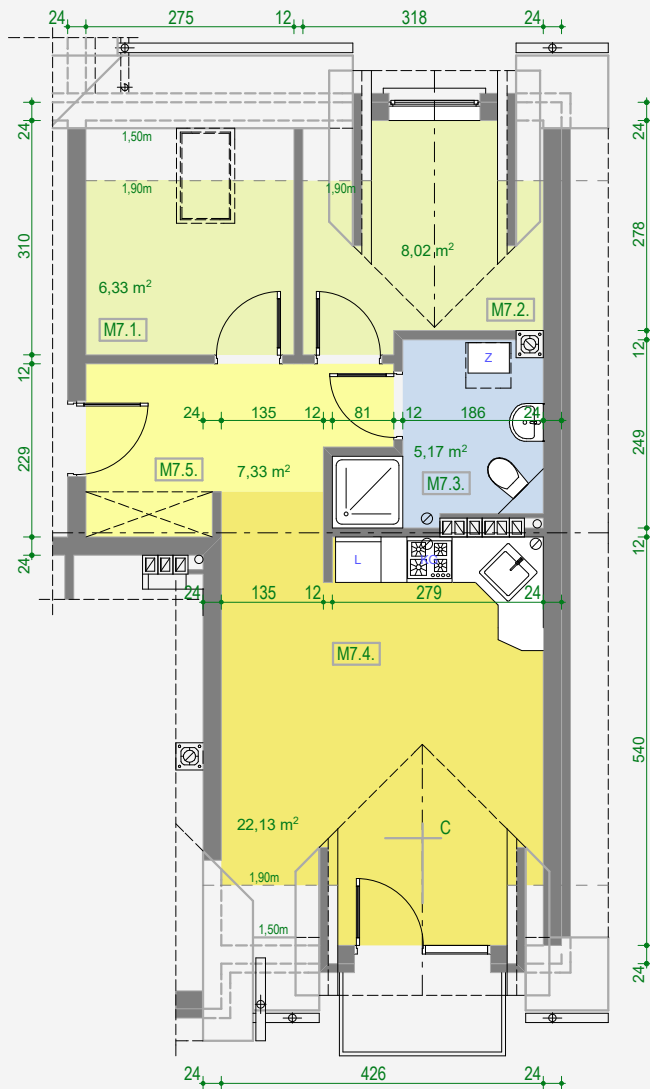 24 275 12 318 24
24
1,50m
24
1,90m 1,90m
310
278
8,02 m²
6,33 m²
M7.1.
M7.2.
12
12
Z
24 135 12 81 12 186 24
229
249
5,17 m²
7,33 m²
M7.5.
M7.3.
24
12
L
24 135 12 279 24
M7.4.
540
22,13 m²
C
1,90m
1,50m
24
24 426 24